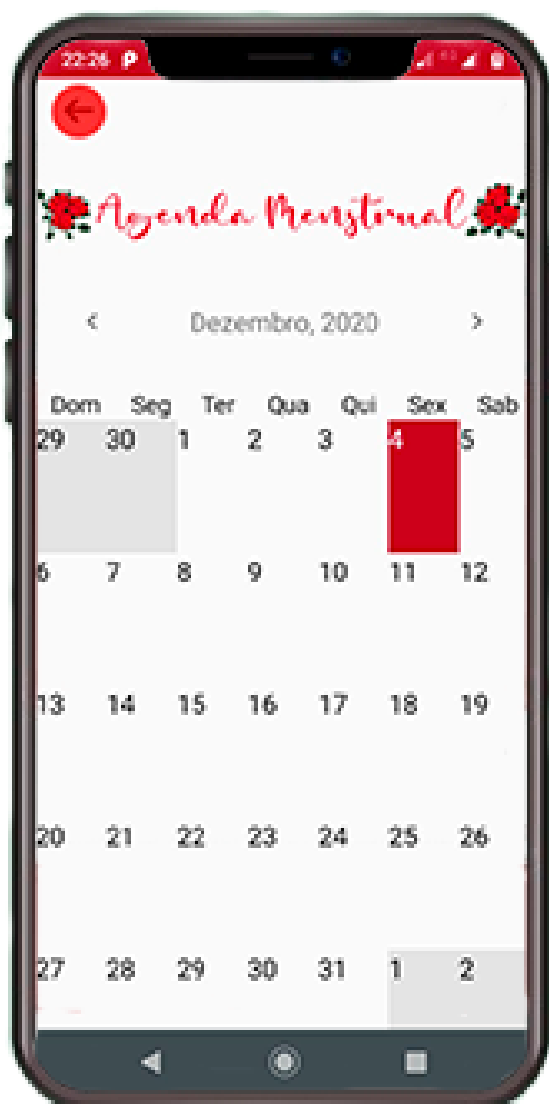 22:26 P
Agenda Menstrual
< Dezembro, 2020 >
Dom Seg Ter Qua Qui Sex Sab
29 30 1 2 3 4 5
6 7 8 9 10 11 12
13 14 15 16 17 18 19
20 21 22 23 24 25 26
27 28 29 30 31 1 2